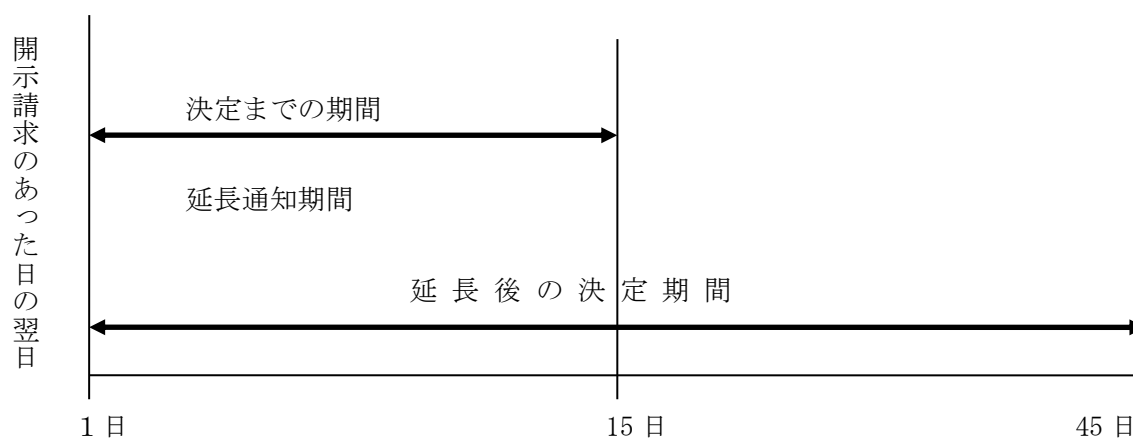 開示請求のあった日の翌日
決定までの期間
延長通知期間
延長後の決定期間
1 日
15 日
45 日